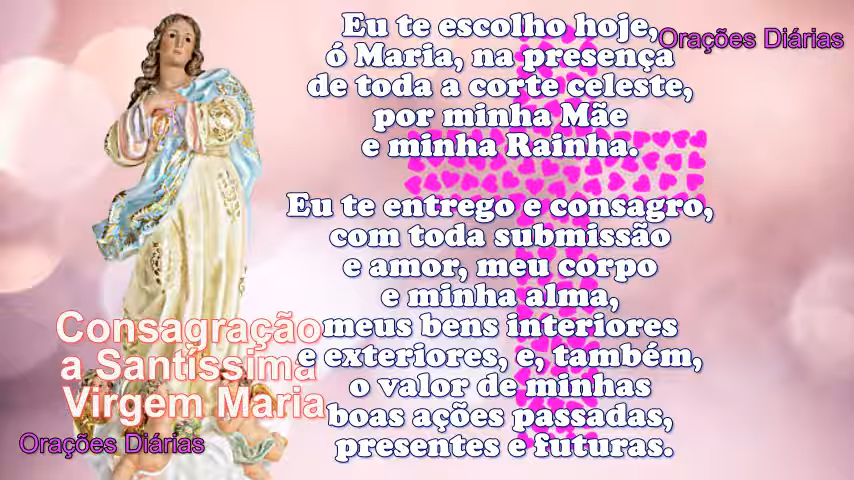 Eu te escolho hoje,
ó Maria, na presença
de toda a corte celeste,
por minha Mãe
e minha Rainha.
Eu te entrego e consagro,
com toda submissão
e amor, meu corpo
e minha alma,
meus bens interiores
e exteriores, e, também,
o valor de minhas
boas ações passadas,
presentes e futuras.
Orações Diárias
Consagração
a Santíssima
Virgem Maria
Orações Diárias